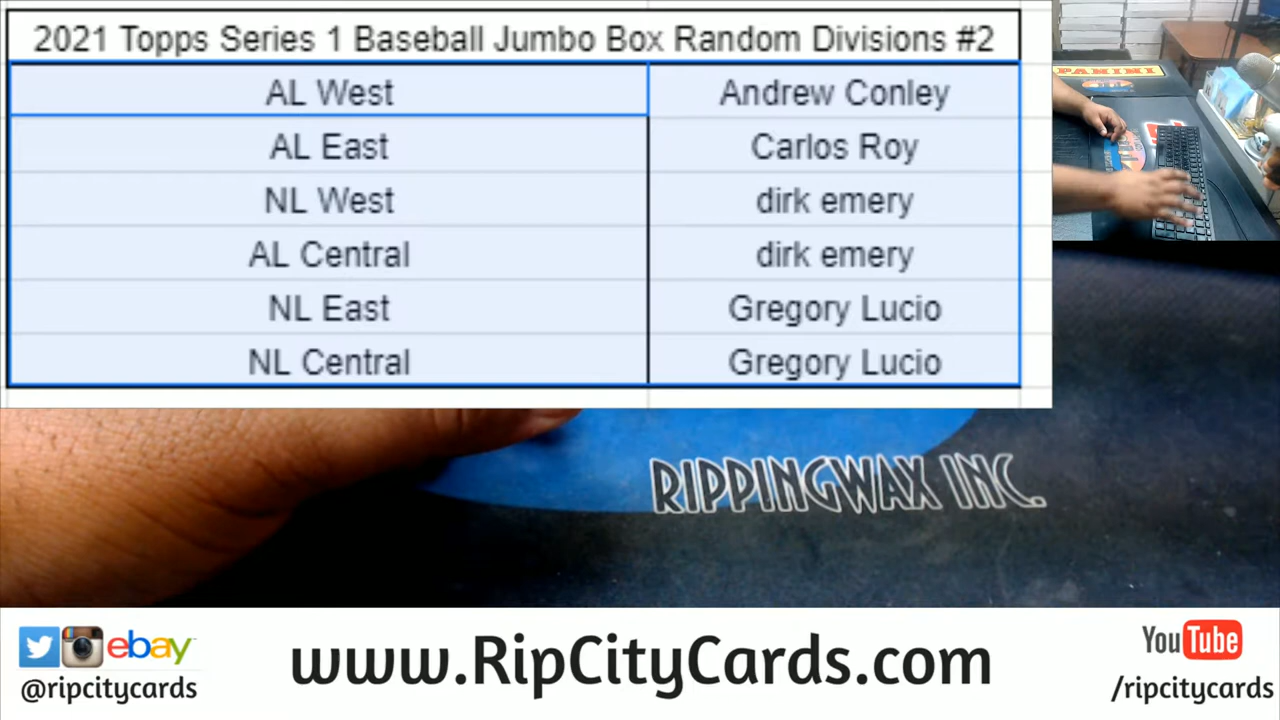 2021 Topps Series 1 Baseball Jumbo Box Random Divisions #2
AL West Andrew Conley
AL East Carlos Roy
NL West dirk emery
AL Central dirk emery
NL East Gregory Lucio
NL Central Gregory Lucio
PANINI
RIPPINGWAX INC.
ebay
@ripcitycards
www.RipCityCards.com
YouTube
/ripcitycards